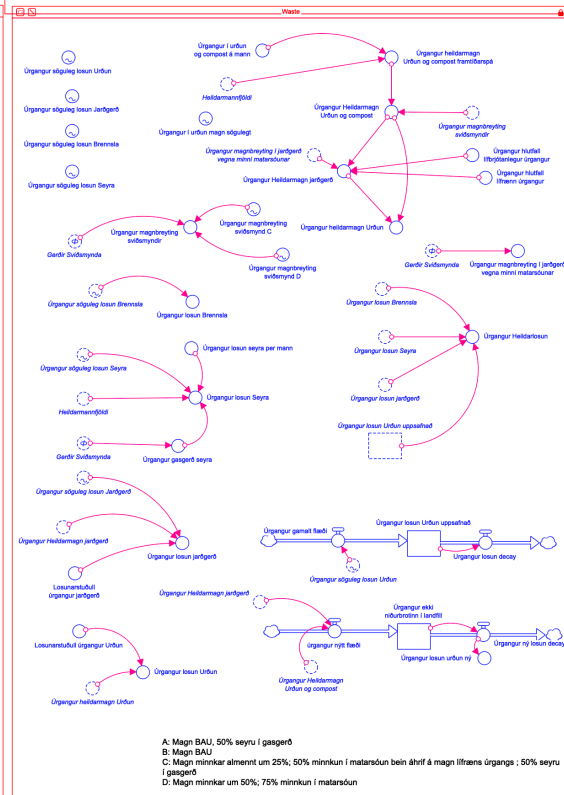 Waste
Úrgangur söguleg losun Urðun
Úrgangur söguleg losun Jarðgerð
Úrgangur söguleg losun Brennsla
Úrgangur söguleg losun Seyra
Úrgangur í urðun
og compost á mann
Heildarmannfjöldi
Úrgangur í urðun magn sögulegt
Úrgangur heildarmagn
Urðun og compost framtíðarspá
Úrgangur Heildarmagn
Urðun og compost
Úrgangur magnbreyting
sviðsmyndir
Úrgangur magnbreyting í jarðgerð
vegna minni matarsóunar
Úrgangur Heildarmagn jarðgerð
Úrgangur hlutfall
lífbrjótanlegur úrgangur
Úrgangur hlutfall
lífrænn úrgangur
Úrgangur heildarmagn Urðun
Gerðir Sviðsmynda
Úrgangur magnbreyting
sviðsmyndir
Úrgangur magnbreyting
sviðsmynd C
Úrgangur magnbreyting
sviðsmynd D
Gerðir Sviðsmynda
Úrgangur magnbreyting í jarðgerð
vegna minni matarsóunar
Úrgangur söguleg losun Brennsla
Úrgangur losun Brennsla
Úrgangur losun Brennsla
Úrgangur losun Seyra
Úrgangur losun jarðgerð
Úrgangur losun Urðun uppsafnað
Úrgangur Heildarlosun
Úrgangur losun seyra per mann
Úrgangur söguleg losun Seyra
Heildarmannfjöldi
Gerðir Sviðsmynda
Úrgangur gasgerð seyra
Úrgangur losun Seyra
Úrgangur söguleg losun Jarðgerð
Úrgangur Heildarmagn jarðgerð
Losunarstuðull
úrgangur jarðgerð
Úrgangur losun jarðgerð
Úrgangur gamalt flæði
Úrgangur losun Urðun uppsafnað
Úrgangur losun decay
Úrgangur söguleg losun Urðun
Úrgangur Heildarmagn jarðgerð
úrgangur nýtt flæði
Úrgangur ekki
niðurbrotinn í landfill
Úrgangur ný losun decay
Úrgangur losun urðun ný
Úrgangur Heildarmagn
Urðun og compost
Losunarstuðull úrgangur Urðun
Úrgangur heildarmagn Urðun
Úrgangur losun Urðun
A: Magn BAU, 50% seyru í gasgerð
B: Magn BAU
C: Magn minnkar almennt um 25%; 50% minnkun í matarsóun bein áhrif á magn lífræns úrgangs ; 50% seyru
í gasgerð
D: Magn minnkar um 50%; 75% minnkun í matarsóun